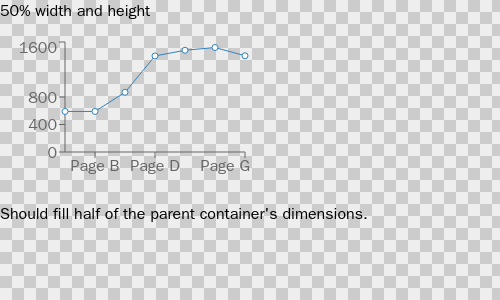 50% width and height
1600
800
400
0
Page B Page D Page G
Should fill half of the parent container's dimensions.